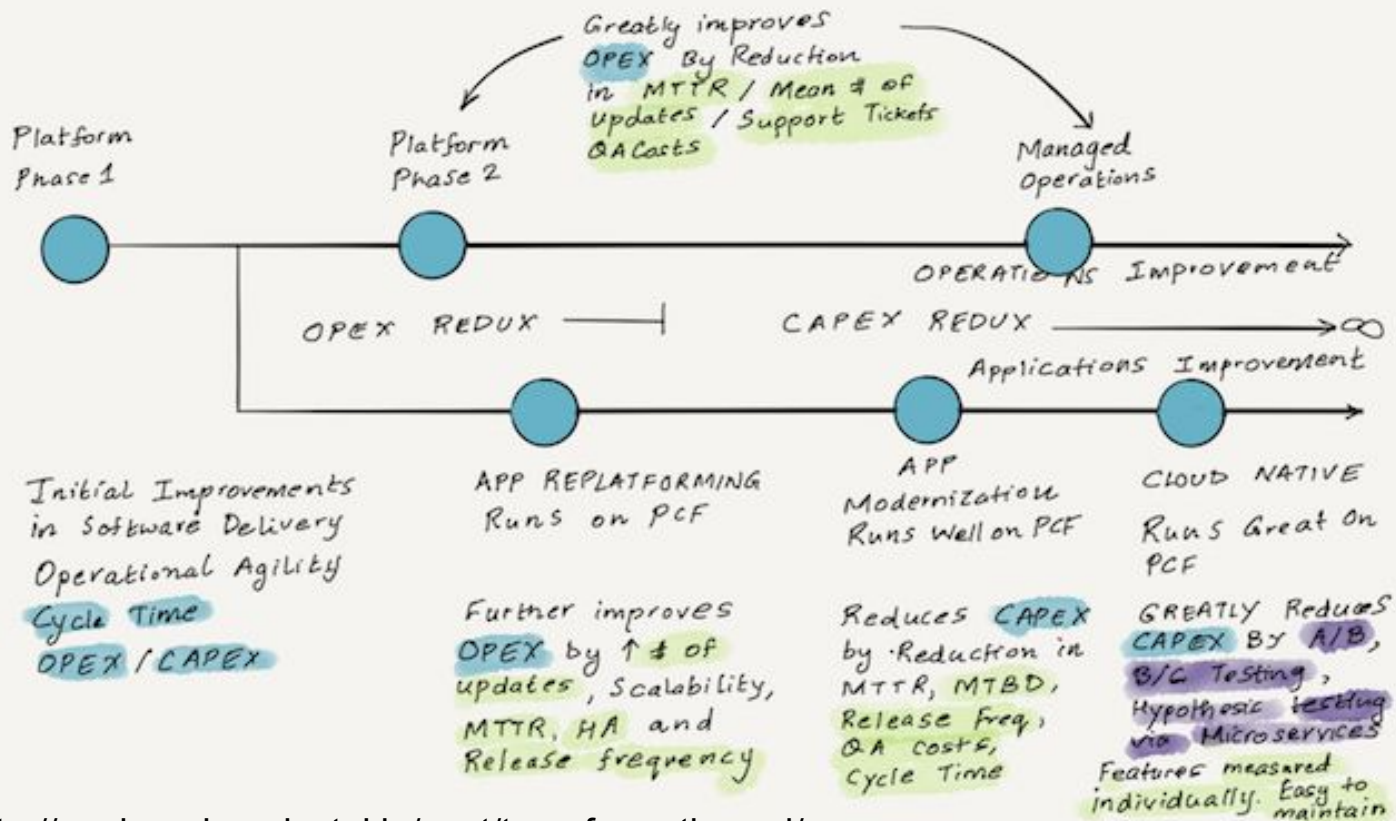 Greatly improves
OPEX By Reduction
in MTTR / Mean # of
updates / Support Tickets
QA Costs
Platform
Phase 1
Platform
Phase 2
Managed
Operations
OPERATIONS Improvement
OPEX REDUX
CAPEX REDUX
∞
Applications Improvement
Initial Improvements
in Software Delivery
Operational Agility
Cycle Time
OPEX / CAPEX
APP REPLATFORMING
Runs on PCF
Further improves
OPEX by ↑ # of
updates, Scalability,
MTTR, HA and
Release frequency
APP
Modernization
Runs Well on PCF
Reduces CAPEX
by Reduction in
MTTR, MTBD,
Release Freq,
QA costs,
Cycle Time
CLOUD NATIVE
Runs Great On
PCF
GREATLY Reduces
CAPEX By A/B,
B/C Testing,
Hypothesis testing
via Microservices
Features measured
individually. Easy to
maintain